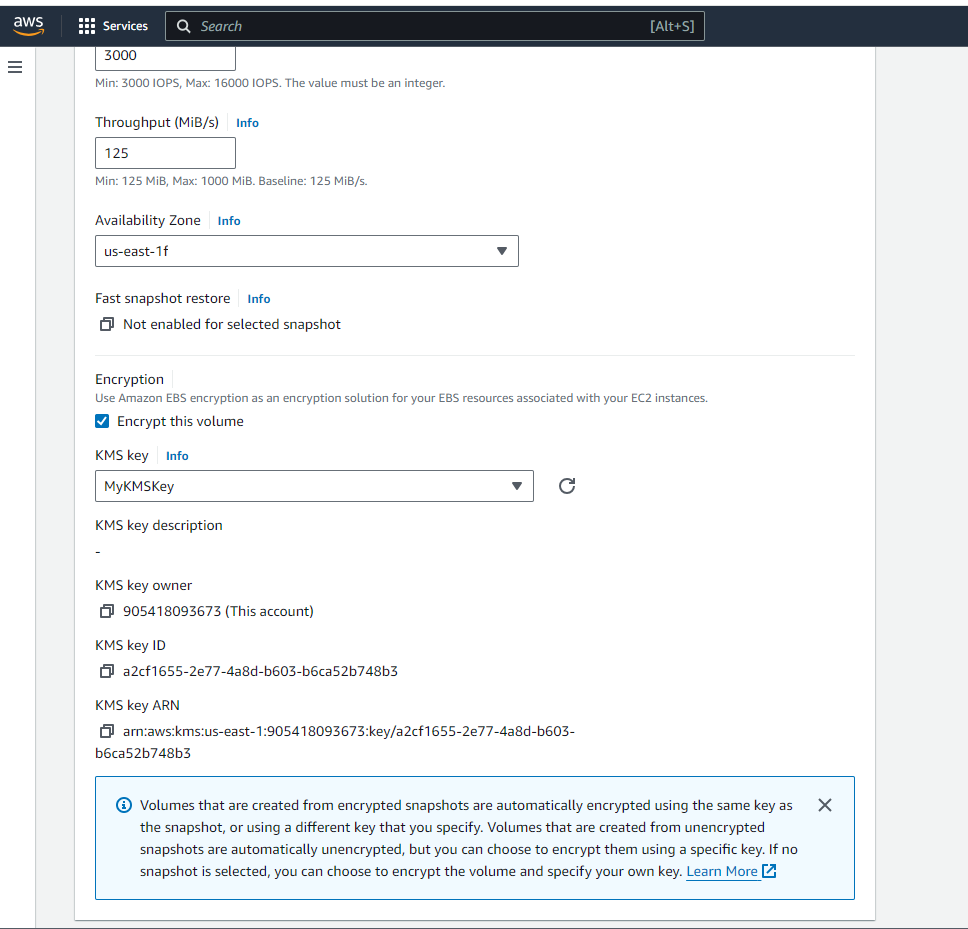 aws Services Search [Alt+S]
3000
Min: 3000 IOPS, Max: 16000 IOPS. The value must be an integer.
Throughput (MiB/s) Info
125
Min: 125 MiB, Max: 1000 MiB. Baseline: 125 MiB/s.
Availability Zone Info
us-east-1f
Fast snapshot restore Info
Not enabled for selected snapshot
Encryption
Use Amazon EBS encryption as an encryption solution for your EBS resources associated with your EC2 instances.
Encrypt this volume
KMS key Info
MyKMSKey
KMS key description
-
KMS key owner
905418093673 (This account)
KMS key ID
a2cf1655-2e77-4a8d-b603-b6ca52b748b3
KMS key ARN
arn:aws:kms:us-east-1:905418093673:key/a2cf1655-2e77-4a8d-b603-
b6ca52b748b3
Volumes that are created from encrypted snapshots are automatically encrypted using the same key as
the snapshot, or using a different key that you specify. Volumes that are created from unencrypted
snapshots are automatically unencrypted, but you can choose to encrypt them using a specific key. If no
snapshot is selected, you can choose to encrypt the volume and specify your own key. Learn More